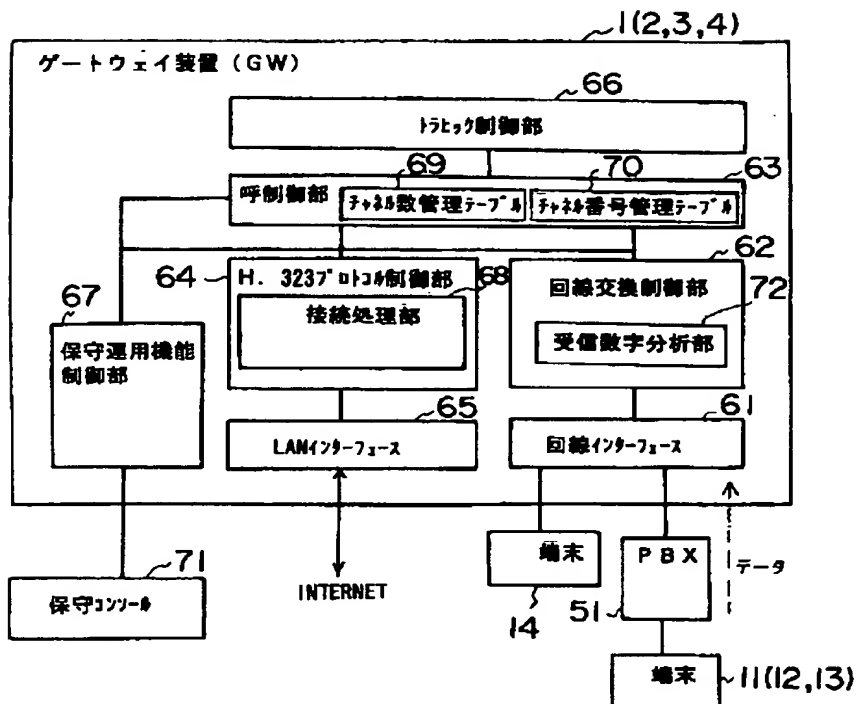 1(2,3,4)
ゲートウェイ装置(GW)
66
トラヒック制御部
69
70
63
呼制御部
チャネル数管理テーブル
チャネル番号管理テーブル
64
62
H. 323プロトコル制御部
68
接続処理部
回線交換制御部
72
受信数字分析部
67
保守運用機能
制御部
65
LANインターフェース
61
回線インターフェース
71
保守コンソール
INTERNET
端末
14
PBX
51
データ
端末
11(12,13)